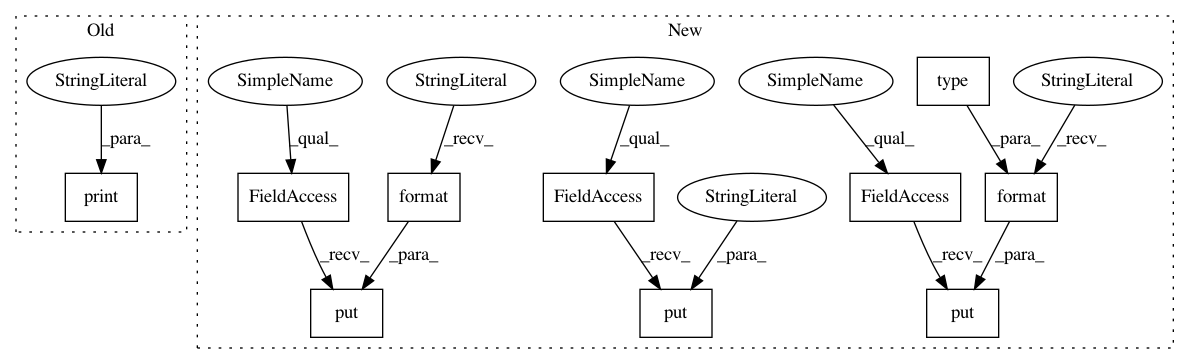 Old
New
StringLiteral
SimpleName
StringLiteral
SimpleName
SimpleName
type
StringLiteral
_para_
_qual_
_recv_
_qual_
_qual_
_para_
_recv_
print
FieldAccess
format
FieldAccess
StringLiteral
FieldAccess
format
_recv_
_para_
_recv_
_para_
_recv_
_para_
put
put
put